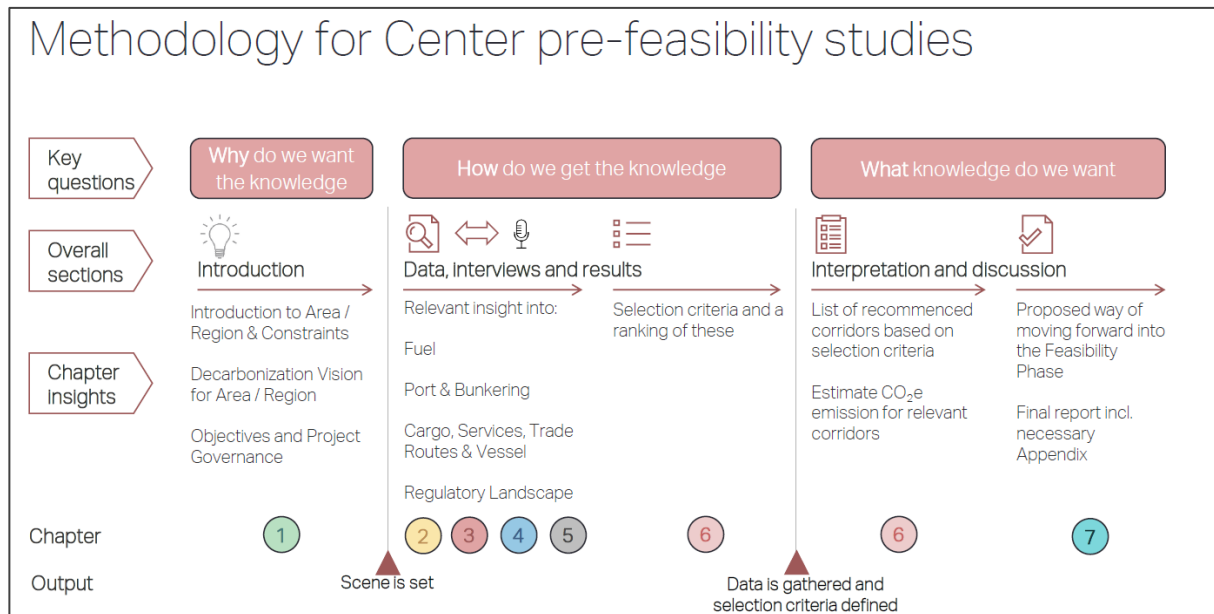 Methodology for Center pre-feasibility studies
Key
questions
Why do we want
the knowledge
How do we get the knowledge
What knowledge do we want
Overall
sections
Introduction
Data, interviews and results
Interpretation and discussion
Chapter
insights
Introduction to Area /
Region & Constraints
Decarbonization Vision
for Area / Region
Objectives and Project
Governance
Relevant insight into:
Fuel
Port & Bunkering
Cargo, Services, Trade
Routes & Vessel
Regulatory Landscape
Selection criteria and a
ranking of these
List of recommenced
corridors based on
selection criteria
Estimate CO₂e
emission for relevant
corridors
Proposed way of
moving forward into
the Feasibility
Phase
Final report incl.
necessary
Appendix
Chapter
1
2
3
4
5
6
6
7
Output
Scene is set
Data is gathered and
selection criteria defined